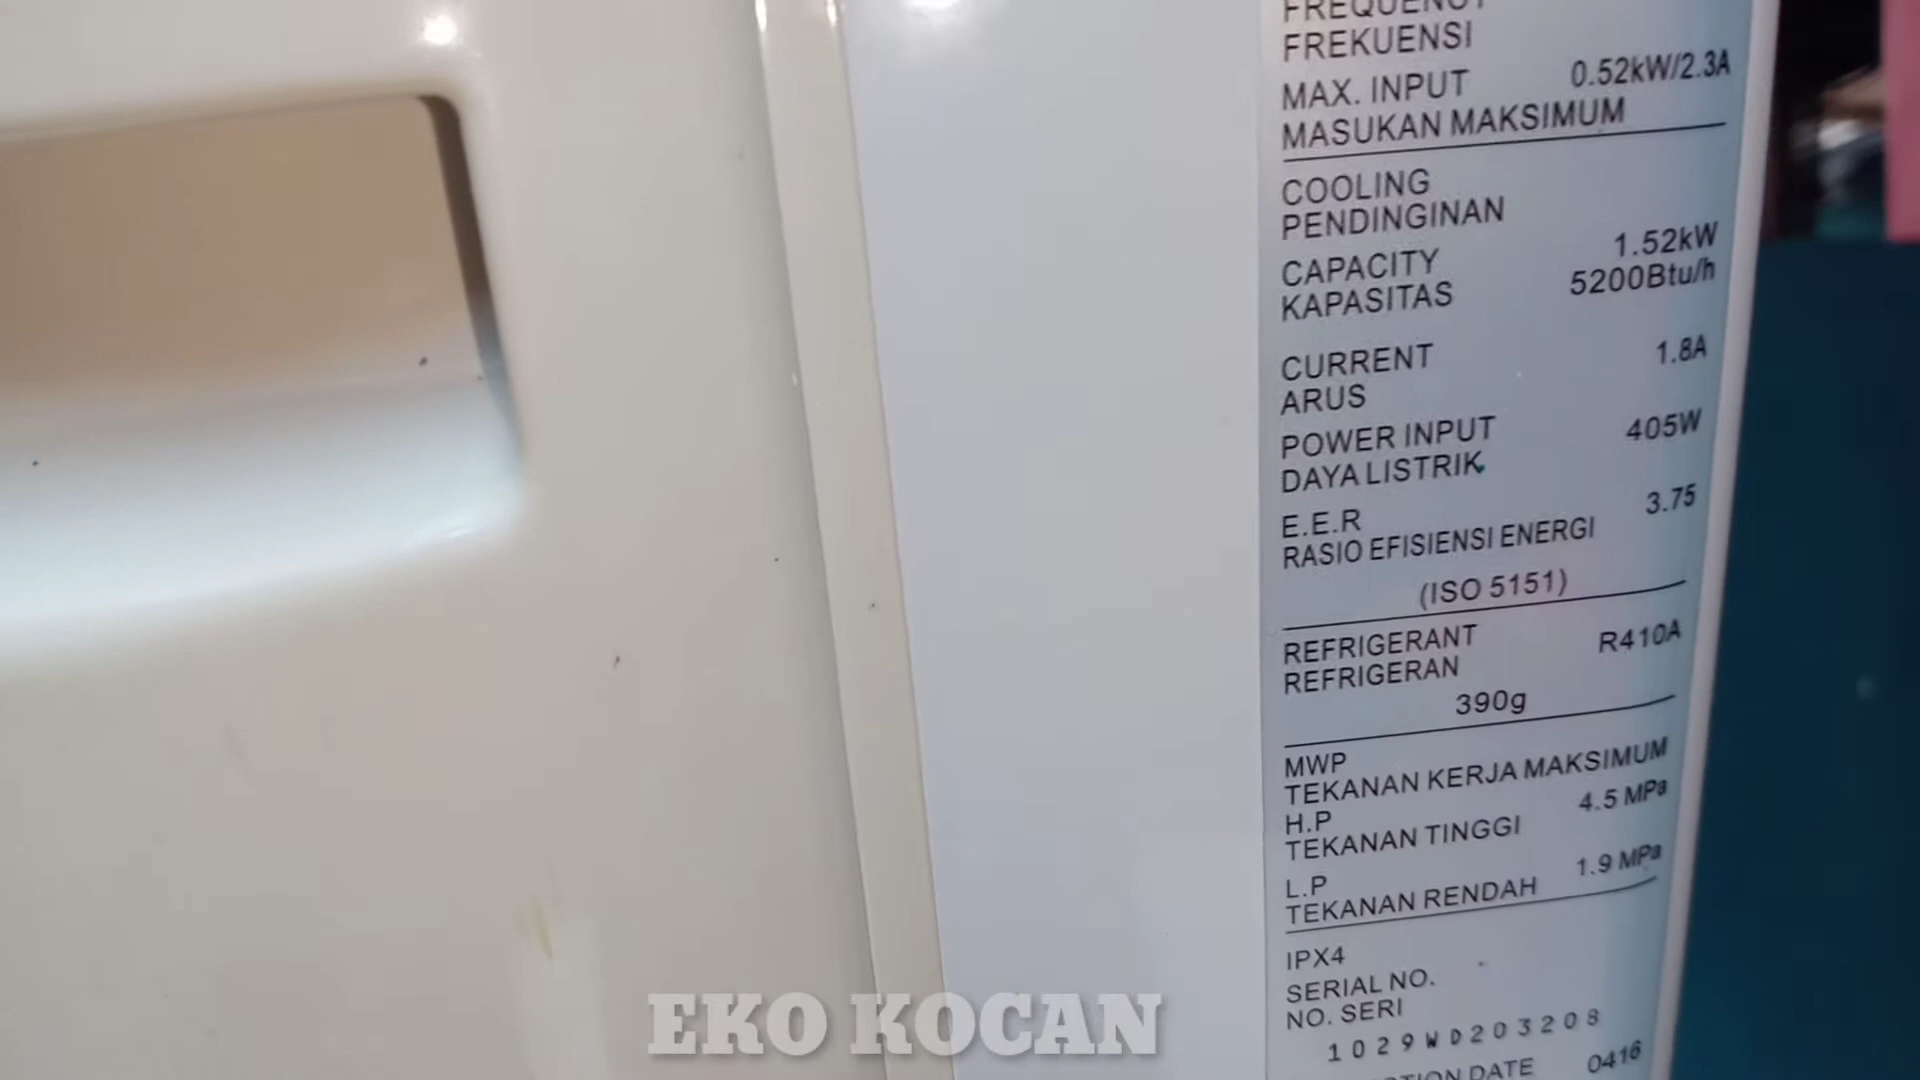 FREQUENCY
FREKUENSI
MAX. INPUT 0.52kW/2.3A
MASUKAN MAKSIMUM
COOLING
PENDINGINAN
CAPACITY 1.52kW
KAPASITAS 5200Btu/h
CURRENT 1.8A
ARUS
POWER INPUT 405W
DAYA LISTRIK
E.E.R 3.75
RASIO EFISIENSI ENERGI
(ISO 5151)
REFRIGERANT R410A
REFRIGERAN
390g
MWP
TEKANAN KERJA MAKSIMUM
H.P 4.5 MPa
TEKANAN TINGGI
L.P 1.9 MPa
TEKANAN RENDAH
IPX4
SERIAL NO.
NO. SERI
1029WD203208
DATE 0416
EKO KOCAN